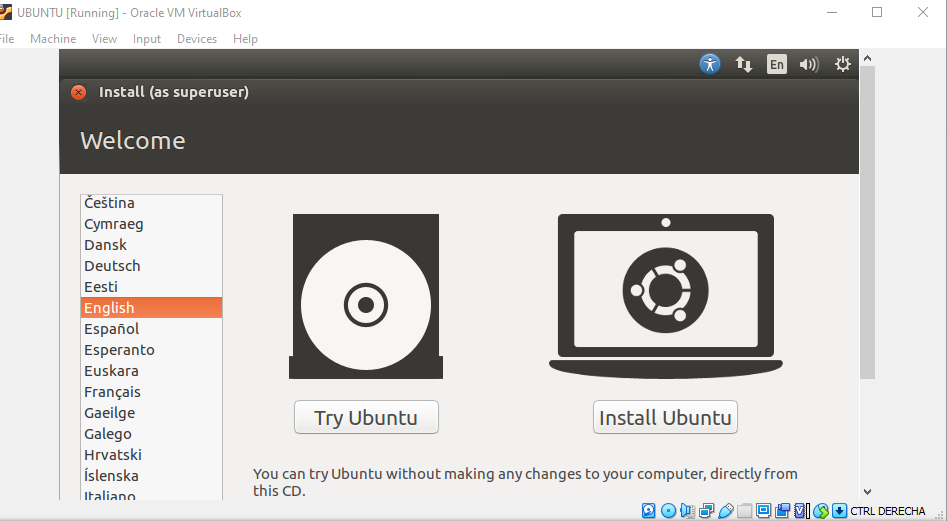 UBUNTU [Running] - Oracle VM VirtualBox
File Machine View Input Devices Help
En
Install (as superuser)
Welcome
Čeština
Cymraeg
Dansk
Deutsch
Eesti
English
Español
Esperanto
Euskara
Français
Gaeilge
Galego
Hrvatski
Íslenska
Italiano
Try Ubuntu
Install Ubuntu
You can try Ubuntu without making any changes to your computer, directly from
this CD.
CTRL DERECHA